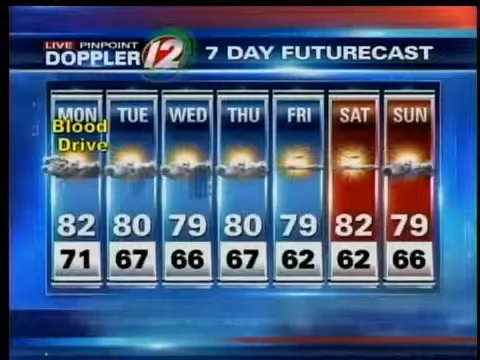 LIVE PINPOINT
DOPPLER 12 7 DAY FUTURECAST
MON TUE WED THU FRI SAT SUN
Blood
Drive
82 80 79 80 79 82 79
71 67 66 67 62 62 66